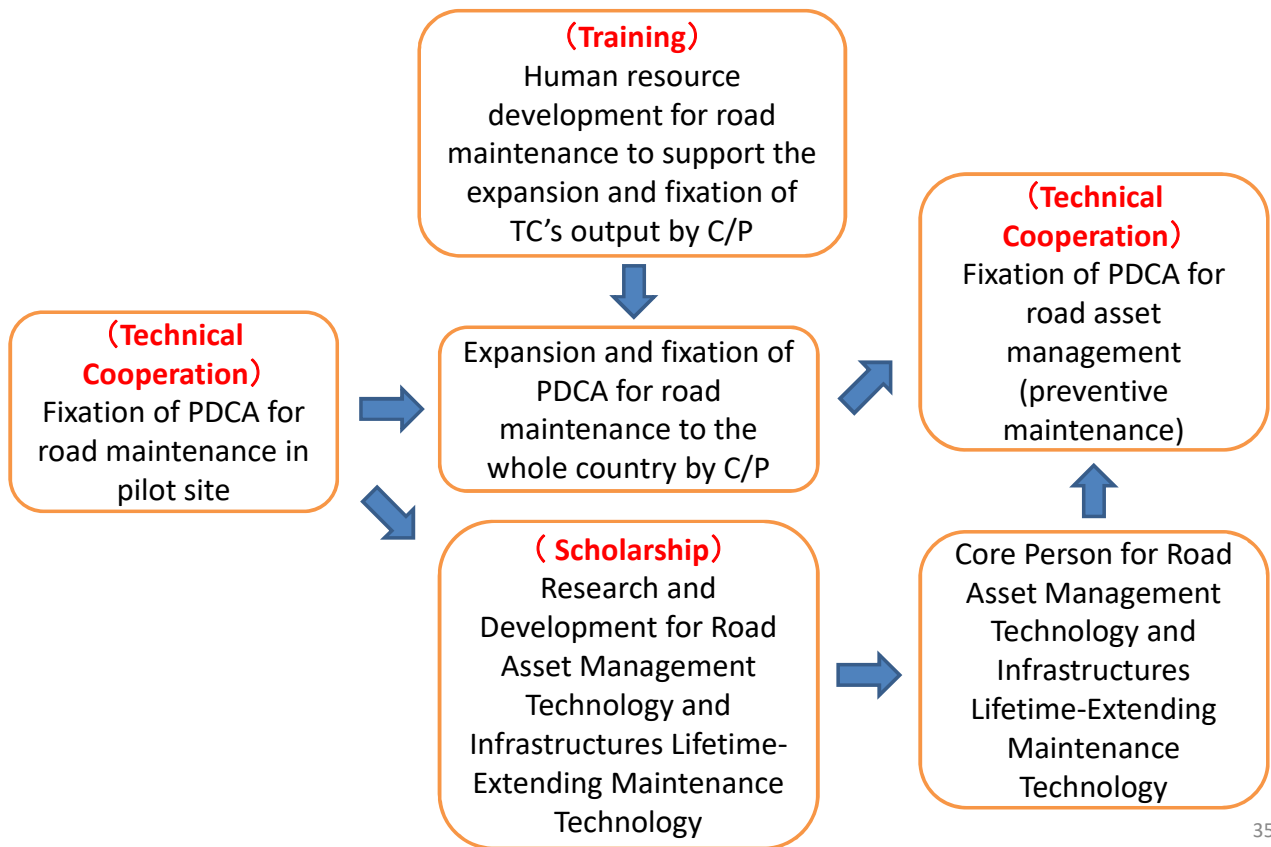 （Training）
Human resource
development for road
maintenance to support the
expansion and fixation of
TC’s output by C/P
（Technical
Cooperation）
Fixation of PDCA for
road maintenance in
pilot site
Expansion and fixation of
PDCA for road
maintenance to the
whole country by C/P
（Technical
Cooperation）
Fixation of PDCA for
road asset
management
(preventive
maintenance)
（ Scholarship）
Research and
Development for Road
Asset Management
Technology and
Infrastructures Lifetime-
Extending Maintenance
Technology
Core Person for Road
Asset Management
Technology and
Infrastructures
Lifetime-Extending
Maintenance
Technology
35